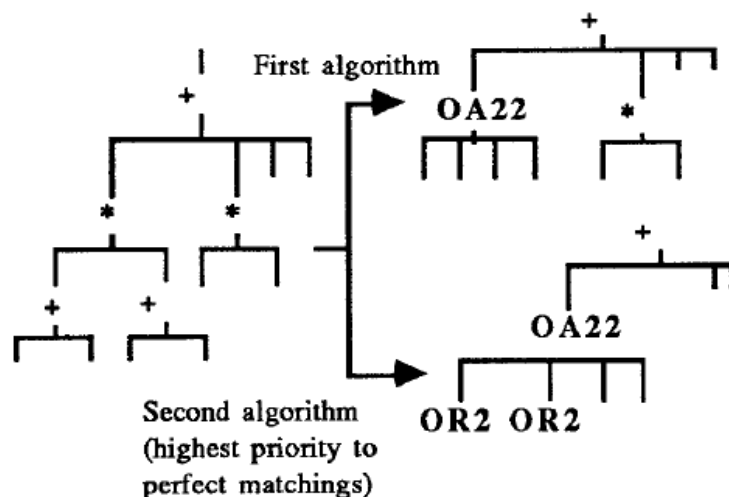 +
First algorithm
+
OA22
*
*
*
+
+
+
OA22
Second algorithm
(highest priority to
perfect matchings)
OR2 OR2